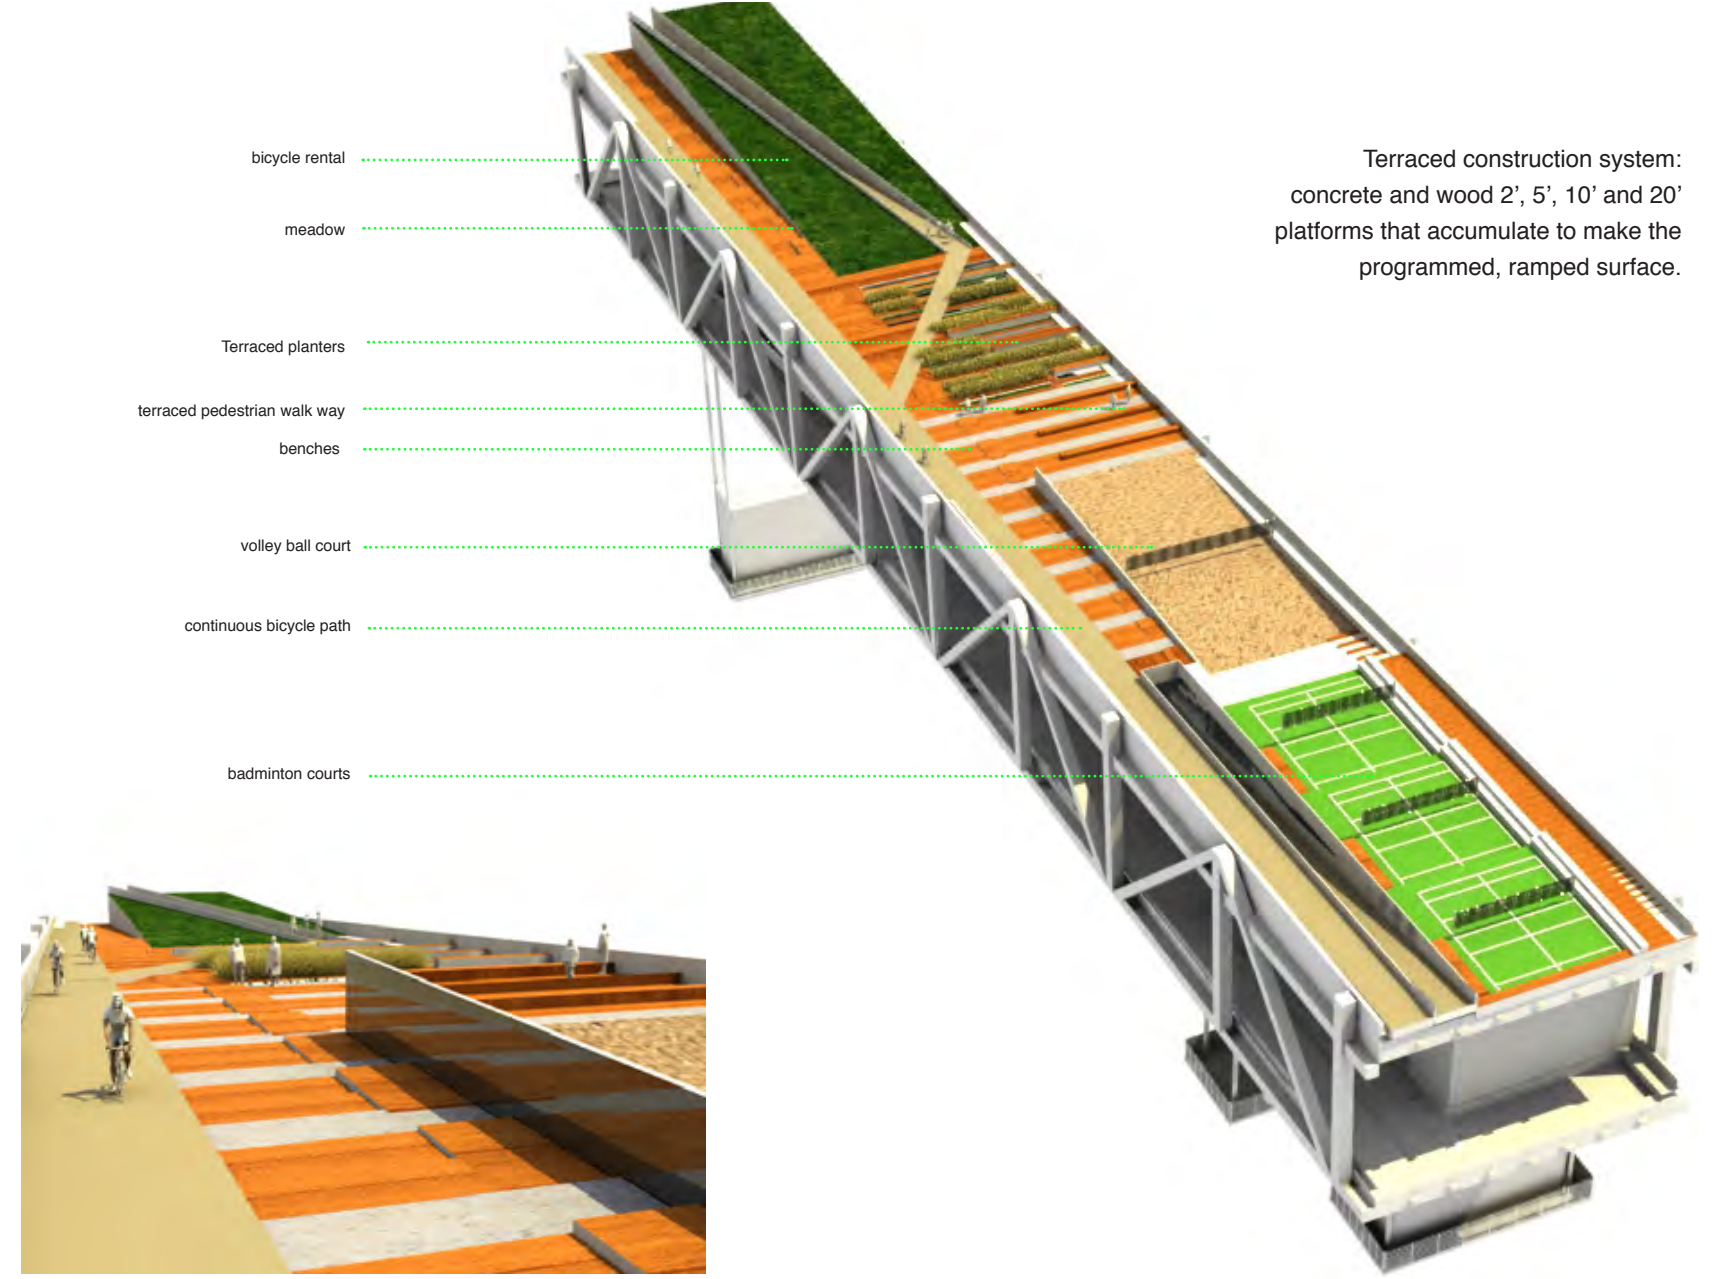 bicycle rental
meadow
Terraced planters
terraced pedestrian walk way
benches
volley ball court
continuous bicycle path
badminton courts
Terraced construction system:
concrete and wood 2’, 5’, 10’ and 20’
platforms that accumulate to make the
programmed, ramped surface.